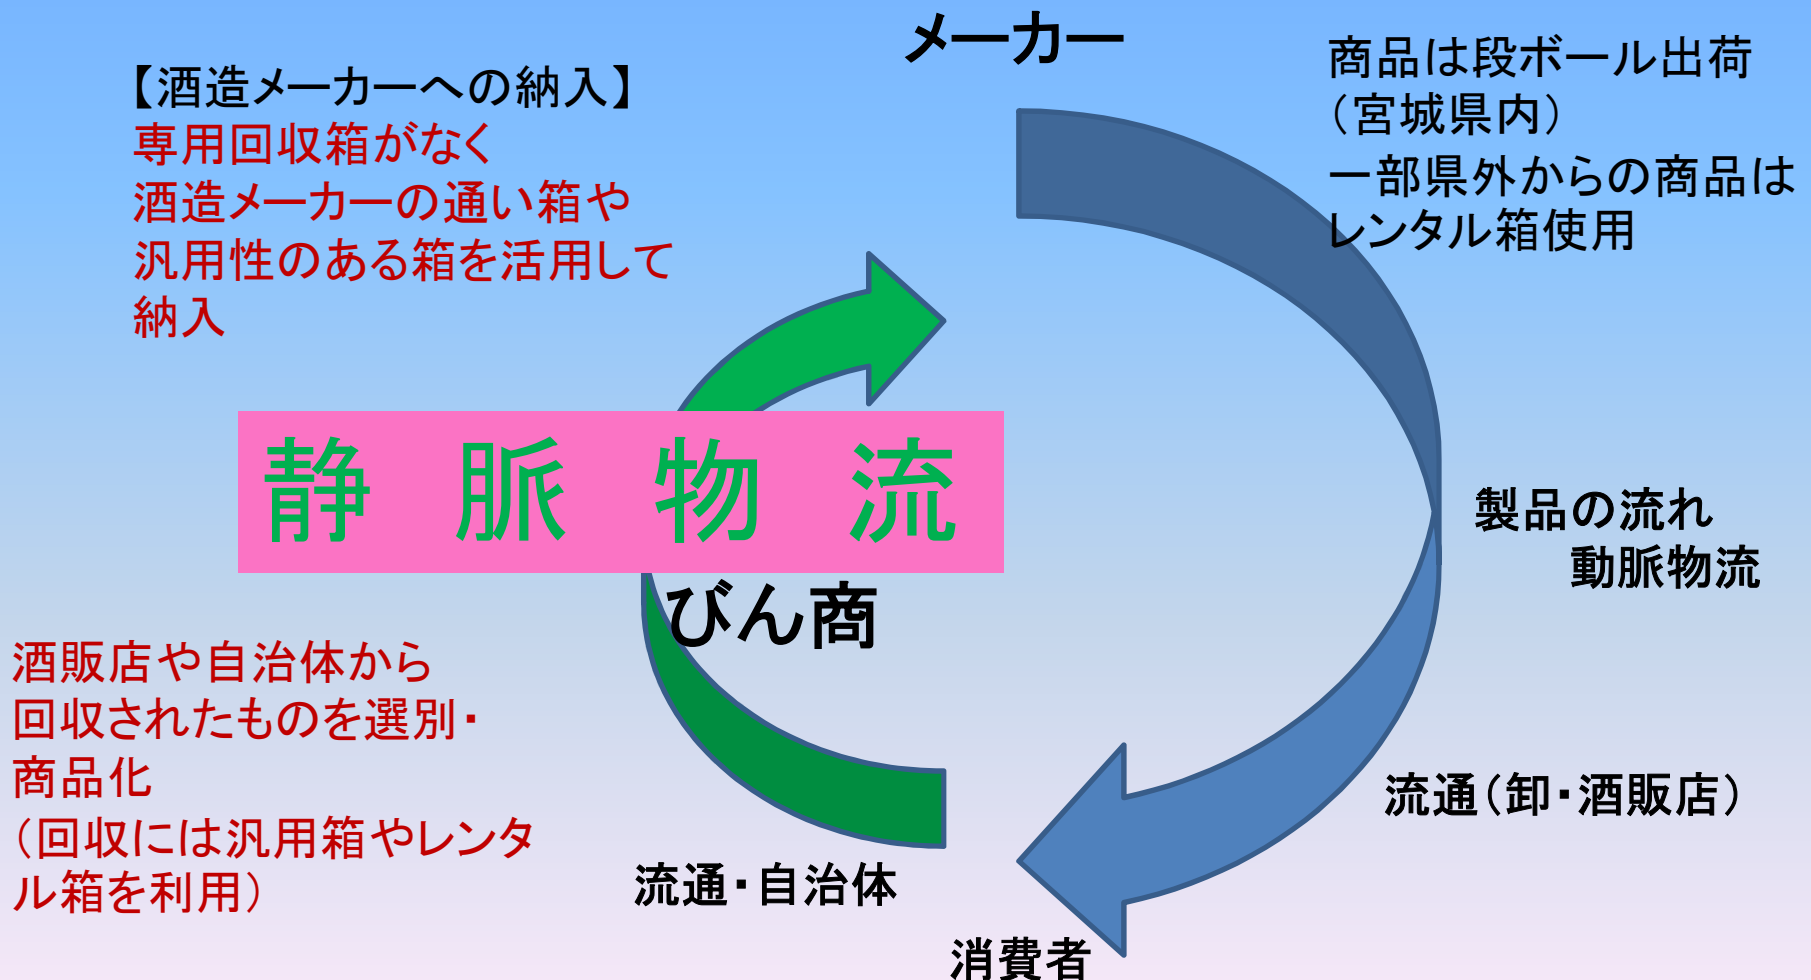 メーカー
商品は段ボール出荷
（宮城県内）
一部県外からの商品は
レンタル箱使用
【酒造メーカーへの納入】
専用回収箱がなく
酒造メーカーの通い箱や
汎用性のある箱を活用して
納入
静　脈　物　流
びん商
製品の流れ
動脈物流
酒販店や自治体から
回収されたものを選別・
商品化
（回収には汎用箱やレンタ
ル箱を利用）
流通（卸・酒販店）
流通・自治体
消費者